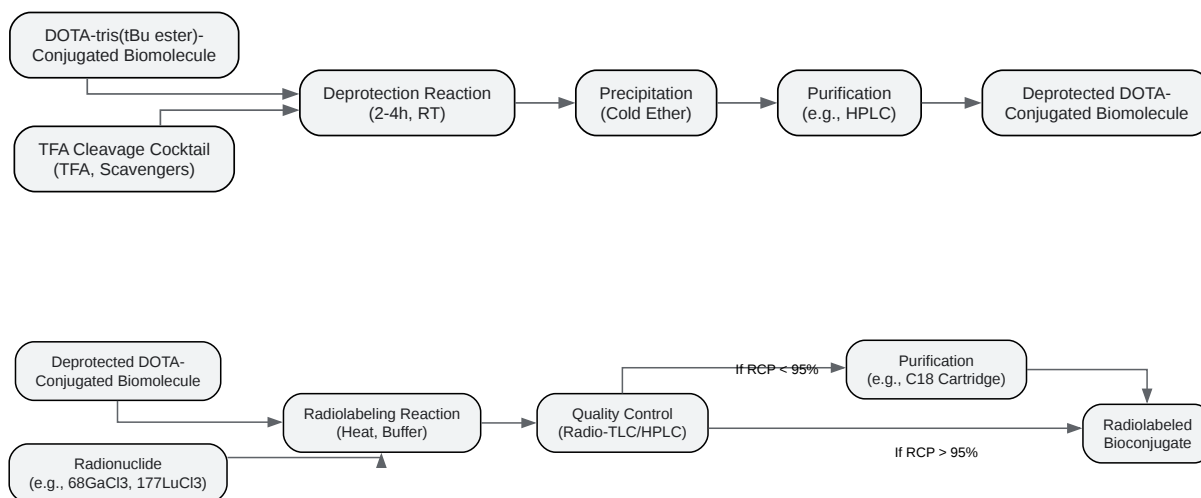 DOTA-tris(tBu ester)-
Conjugated Biomolecule
TFA Cleavage Cocktail
(TFA, Scavengers)
Deprotection Reaction
(2-4h, RT)
Precipitation
(Cold Ether)
Purification
(e.g., HPLC)
Deprotected DOTA-
Conjugated Biomolecule
Deprotected DOTA-
Conjugated Biomolecule
Radionuclide
(e.g., 68GaCl3, 177LuCl3)
Radiolabeling Reaction
(Heat, Buffer)
Quality Control
(Radio-TLC/HPLC)
If RCP < 95%
Purification
(e.g., C18 Cartridge)
If RCP > 95%
Radiolabeled
Bioconjugate